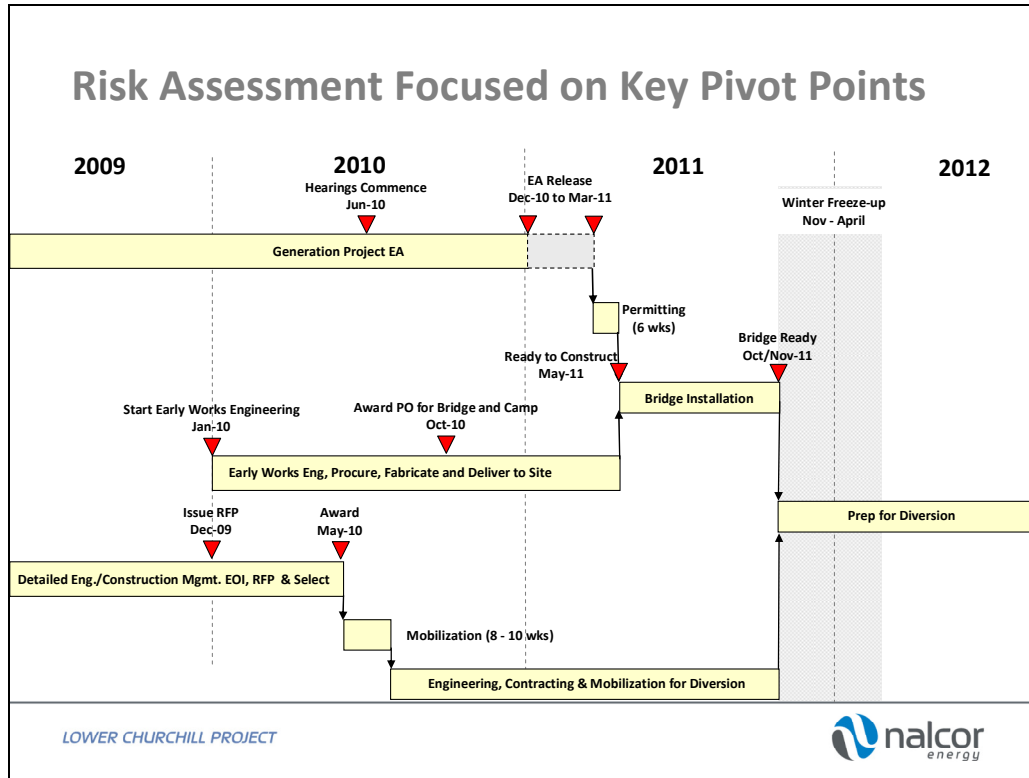 Risk Assessment Focused on Key Pivot Points
2009
2010
2011
2012
Hearings Commence
Jun-10
EA Release
Dec-10 to Mar-11
Winter Freeze-up
Nov - April
Generation Project EA
Permitting
(6 wks)
Ready to Construct
May-11
Bridge Ready
Oct/Nov-11
Bridge Installation
Start Early Works Engineering
Jan-10
Award PO for Bridge and Camp
Oct-10
Early Works Eng, Procure, Fabricate and Deliver to Site
Issue RFP
Dec-09
Award
May-10
Prep for Diversion
Detailed Eng./Construction Mgmt. EOI, RFP & Select
Mobilization (8 - 10 wks)
Engineering, Contracting & Mobilization for Diversion
LOWER CHURCHILL PROJECT
nalcor
energy